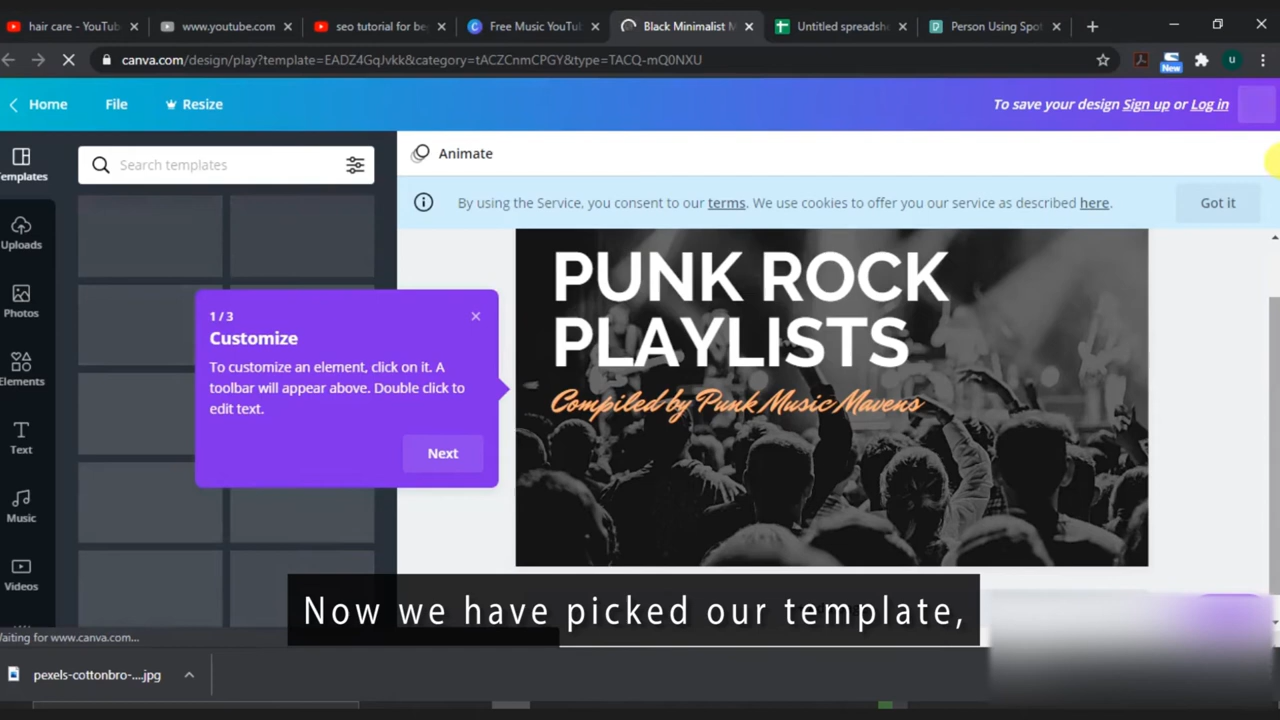 hair care - YouT
www.youtube.com
seo tutorial for be
Free Music YouTu
Black Minimalist M
Untitled spreadshe
Person Using Spot
canva.com/design/play?template=EADZ4GqJvkk&category=tACZCnmCPGY&type=TACQ-mQ0NXU
New
u
Home
File
Resize
To save your design Sign up or Log in
Templates
Search templates
Animate
Uploads
By using the Service, you consent to our terms. We use cookies to offer you our service as described here.
Got it
Photos
1 / 3
Customize
To customize an element, click on it. A
toolbar will appear above. Double click to
edit text.
Next
PUNK ROCK
PLAYLISTS
Compiled by Punk Music Mavens
Elements
Text
Music
Videos
Now we have picked our template,
Waiting for www.canva.com...
pexels-cottonbro-....jpg